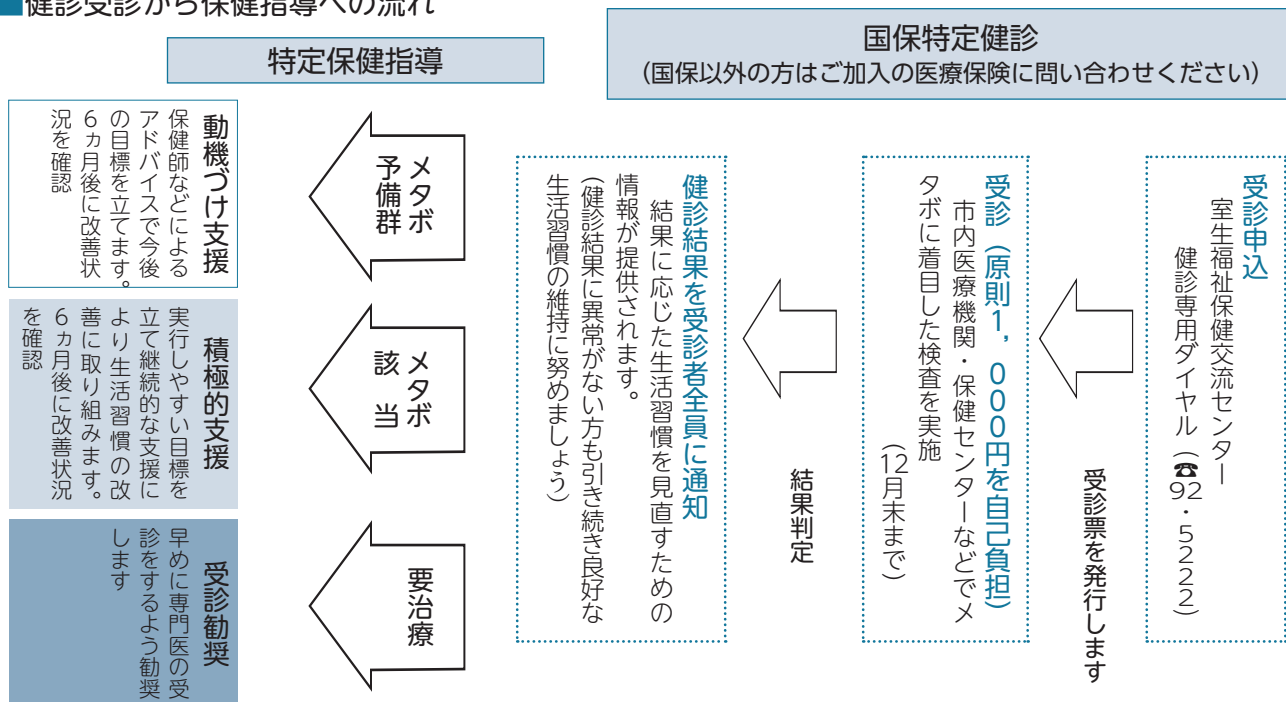 ■健診受診から保健指導への流れ
国保特定健診
（国保以外の方はご加入の医療保険に問い合わせください）
受診申込
室生福祉保健交流センター
健診専用ダイヤル（☎92・5222）
受診票を発行します
受診（原則1，000円を自己負担）
市内医療機関・保健センターなどでメ
タボに着目した検査を実施
（12月末まで）
結果判定
健診結果を受診者全員に通知
結果に応じた生活習慣を見直すための
情報が提供されます。
（健診結果に異常がない方も引き続き良好な
生活習慣の維持に努めましょう）
特定保健指導
メタボ
予備群
動機づけ支援
保健師などによる
アドバイスで今後
の目標を立てます。
6ヵ月後に改善状
況を確認
メタボ
該当
積極的支援
実行しやすい目標を
立て継続的な支援に
より生活習慣の改
善に取り組みます。
6ヵ月後に改善状況
を確認
要治療
受診勧奨
早めに専門医の受
診をするよう勧奨
します